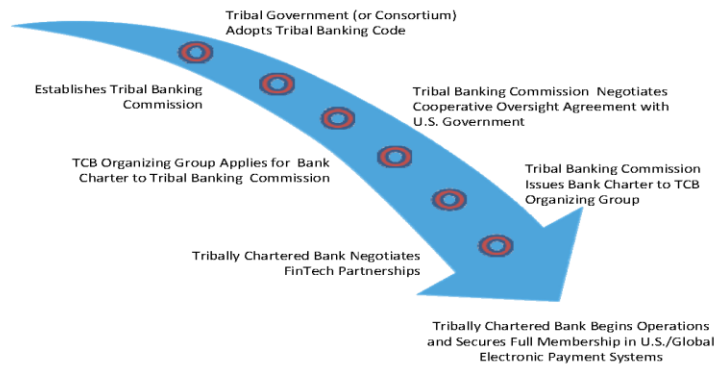 Tribal Government (or Consortium)
Adopts Tribal Banking Code
Establishes Tribal Banking
Commission
Tribal Banking Commission Negotiates
Cooperative Oversight Agreement with
U.S. Government
TCB Organizing Group Applies for Bank
Charter to Tribal Banking Commission
Tribal Banking Commission
Issues Bank Charter to TCB
Organizing Group
Tribally Chartered Bank Negotiates
FinTech Partnerships
Tribally Chartered Bank Begins Operations
and Secures Full Membership in U.S./Global
Electronic Payment Systems